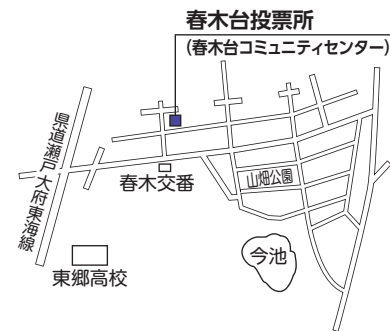 春木台投票所
(春木台コミュニティセンター)
県道瀬戸大府東海線
春木交番
山畑公園
今池
東郷高校